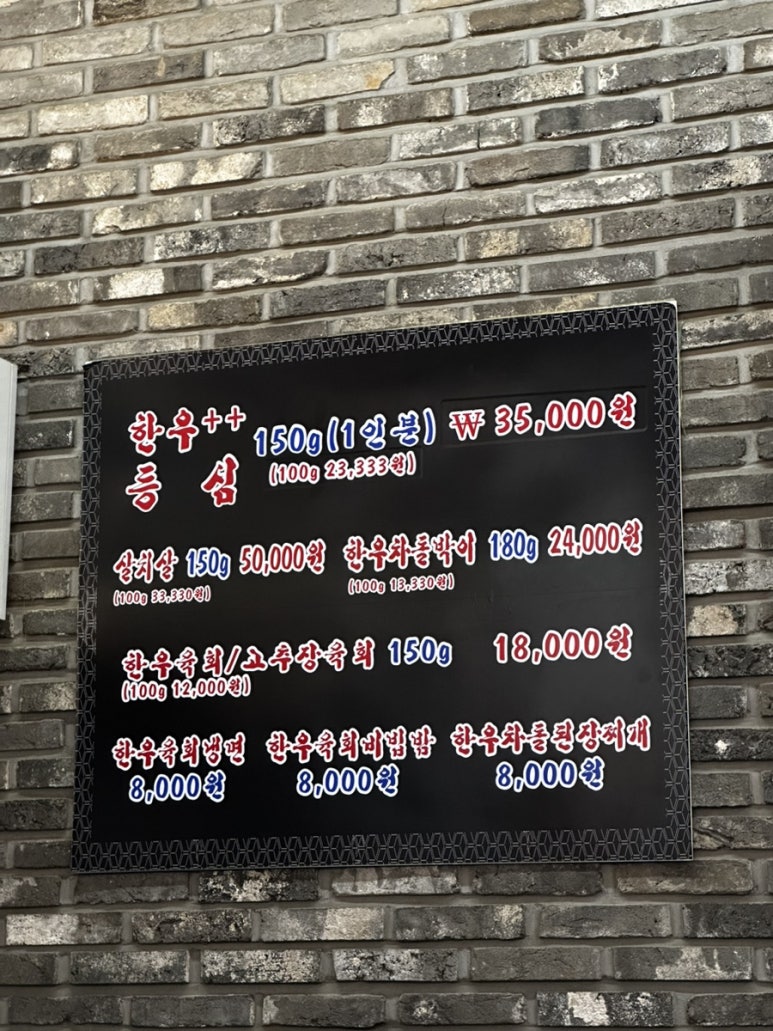 한우++ 등심 150g(1인분) ₩ 35,000원
(100g 23,333원)
살치살 150g 50,000원 한우차돌박이 180g 24,000원
(100g 33,330원) (100g 13,330원)
한우육회/고추장육회 150g 18,000원
(100g 12,000원)
한우육회냉면 한우육회비빔밥 한우차돌된장찌개
8,000원 8,000원 8,000원